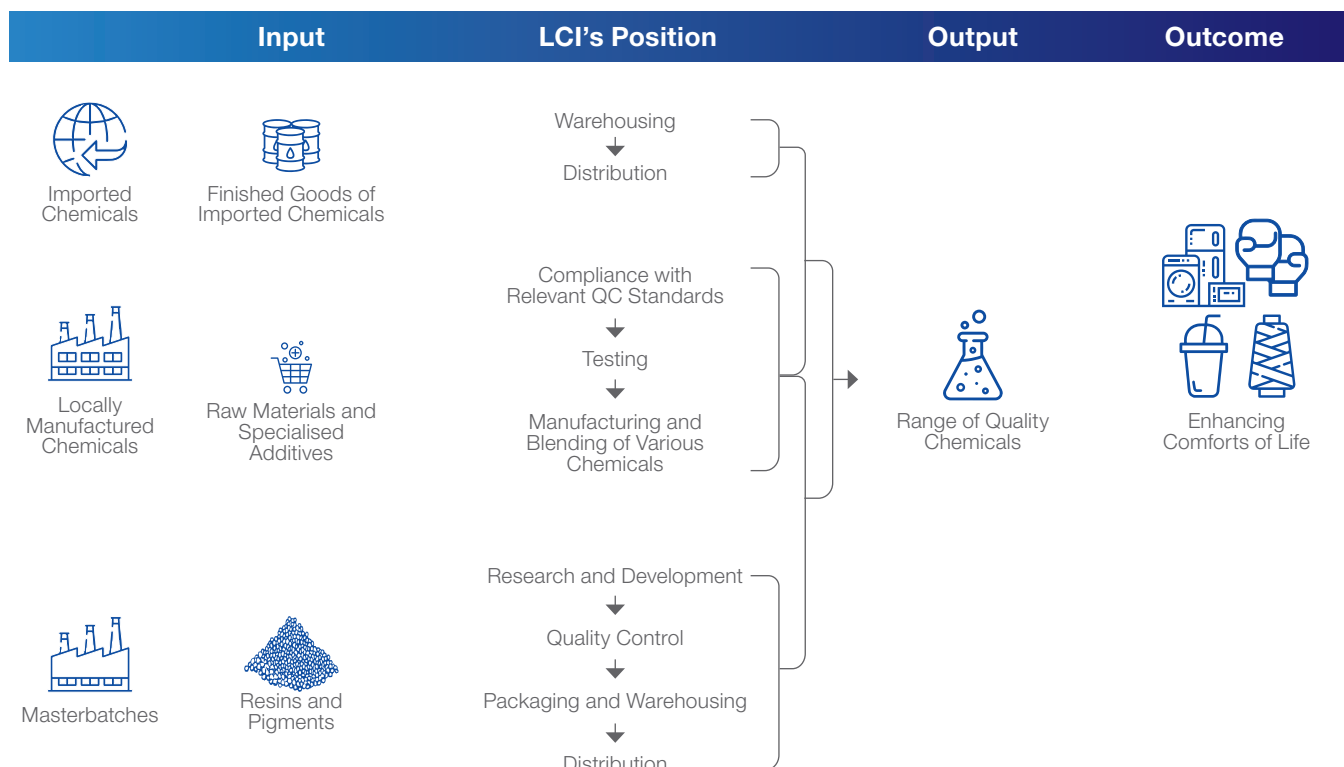 Input
LCI's Position
Output
Outcome
Imported
Chemicals
Finished Goods of
Imported Chemicals
Warehousing
Distribution
Locally
Manufactured
Chemicals
Raw Materials and
Specialised
Additives
Compliance with
Relevant QC Standards
Testing
Manufacturing and
Blending of Various
Chemicals
Masterbatches
Resins and
Pigments
Research and Development
Quality Control
Packaging and Warehousing
Distribution
Range of Quality
Chemicals
Enhancing
Comforts of Life